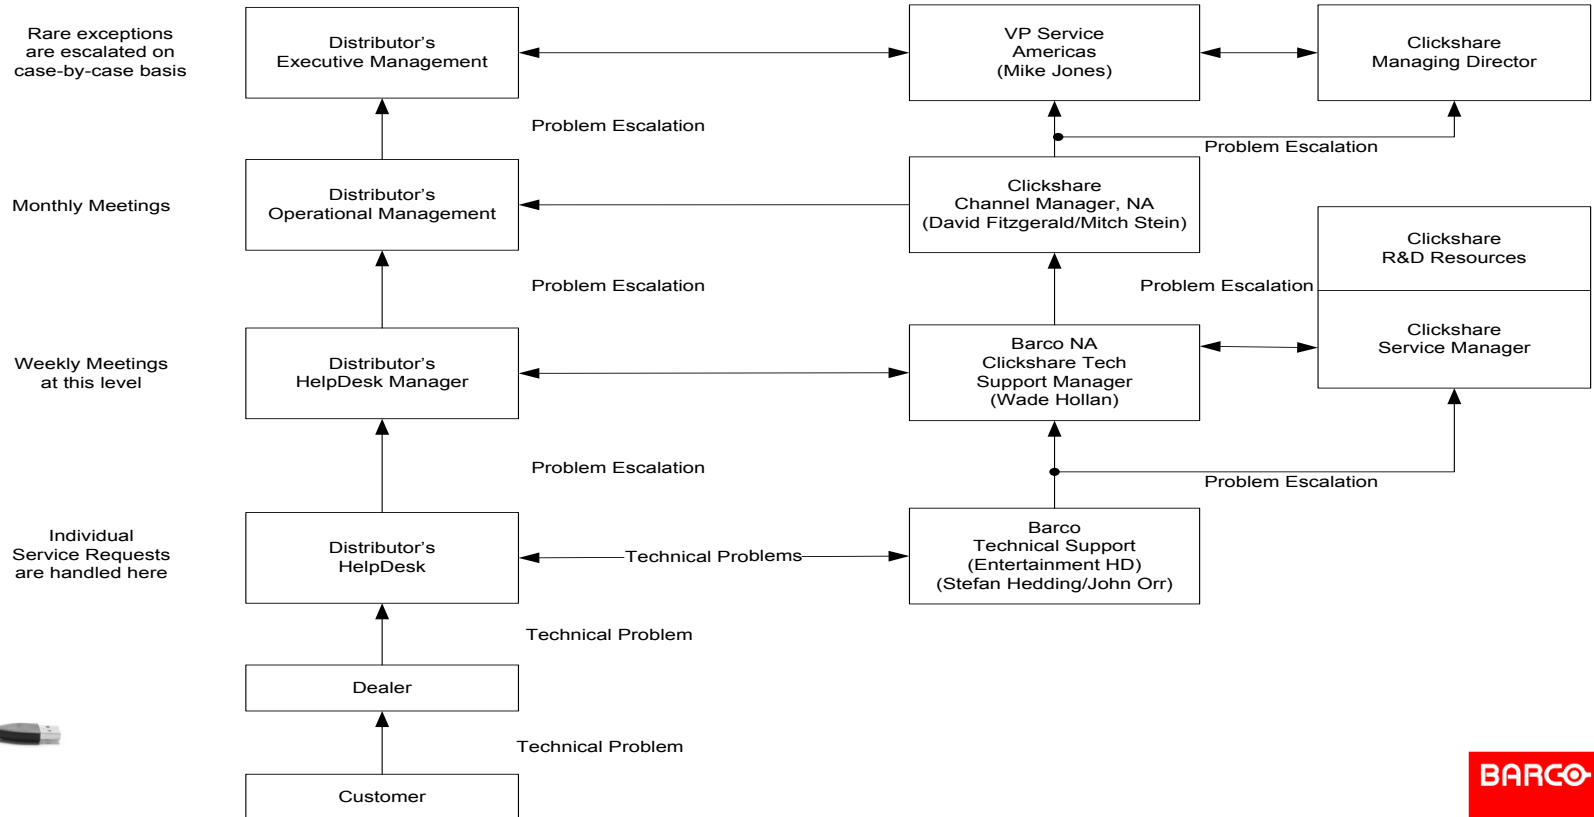 Rare exceptions
are escalated on
case-by-case basis
Distributor’s
Executive Management
VP Service
Americas
(Mike Jones)
Clickshare
Managing Director
Problem Escalation
Problem Escalation
Monthly Meetings
Distributor’s
Operational Management
Clickshare
Channel Manager, NA
(David Fitzgerald/Mitch Stein)
Clickshare
R&D Resources
Problem Escalation
Problem Escalation
Weekly Meetings
at this level
Distributor’s
HelpDesk Manager
Barco NA
Clickshare Tech
Support Manager
(Wade Hollan)
Clickshare
Service Manager
Problem Escalation
Problem Escalation
Individual
Service Requests
are handled here
Distributor’s
HelpDesk
Technical Problems
Barco
Technical Support
(Entertainment HD)
(Stefan Hedding/John Orr)
Technical Problem
Dealer
Technical Problem
Customer
BARCO